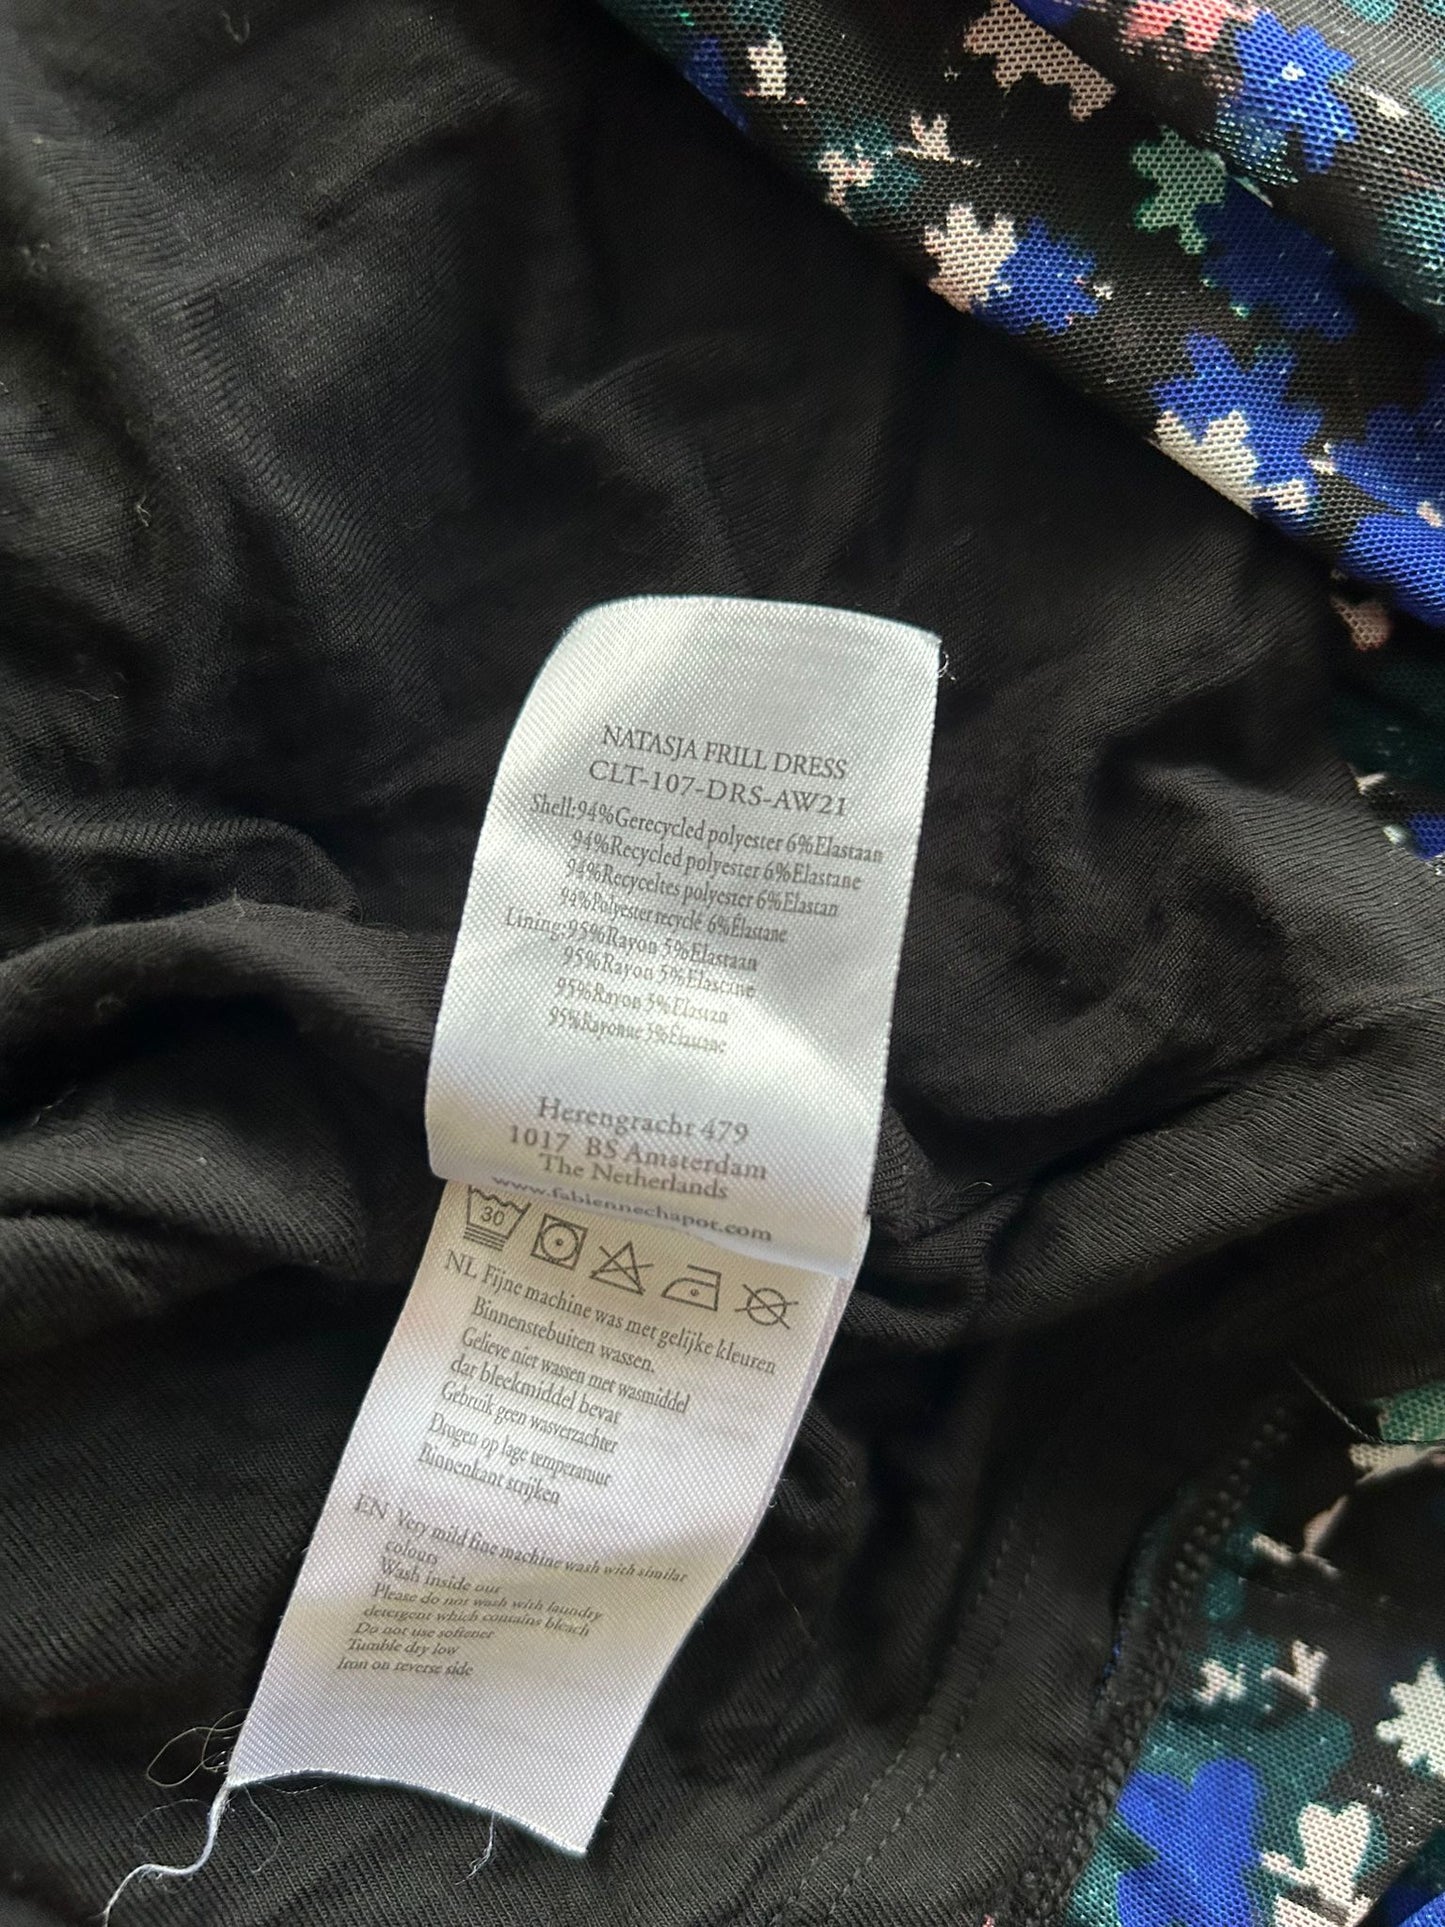 NATASJA FRILL DRESS
CLT-107-DRS-AW21
Shell:94%Gerecycled polyester 6%Elastaan
94%Recycled polyester 6%Elastane
94%Recyceltes polyester 6%Elastan
94%Polyester recyclé 6%Élastane
Lining:95%Rayon 5%Elastaan
95%Rayon 5%Elastane
95%Rayon 5%Elastan
95%Rayonne 5%Élastane
Herengracht 479
1017 BS Amsterdam
The Netherlands
www.fabiennechapot.com
30
NL Fijne machine was met gelijke kleuren
Binnenstebuiten wassen.
Gelieve niet wassen met wasmiddel
dat bleekmiddel bevat
Gebruik geen wasverzachter
Drogen op lage temperatuur
Binnenkant strijken
EN Very mild fine machine wash with similar
colours
Wash inside out
Please do not wash with laundry
detergent which contains bleach
Do not use softener
Tumble dry low
Iron on reverse side